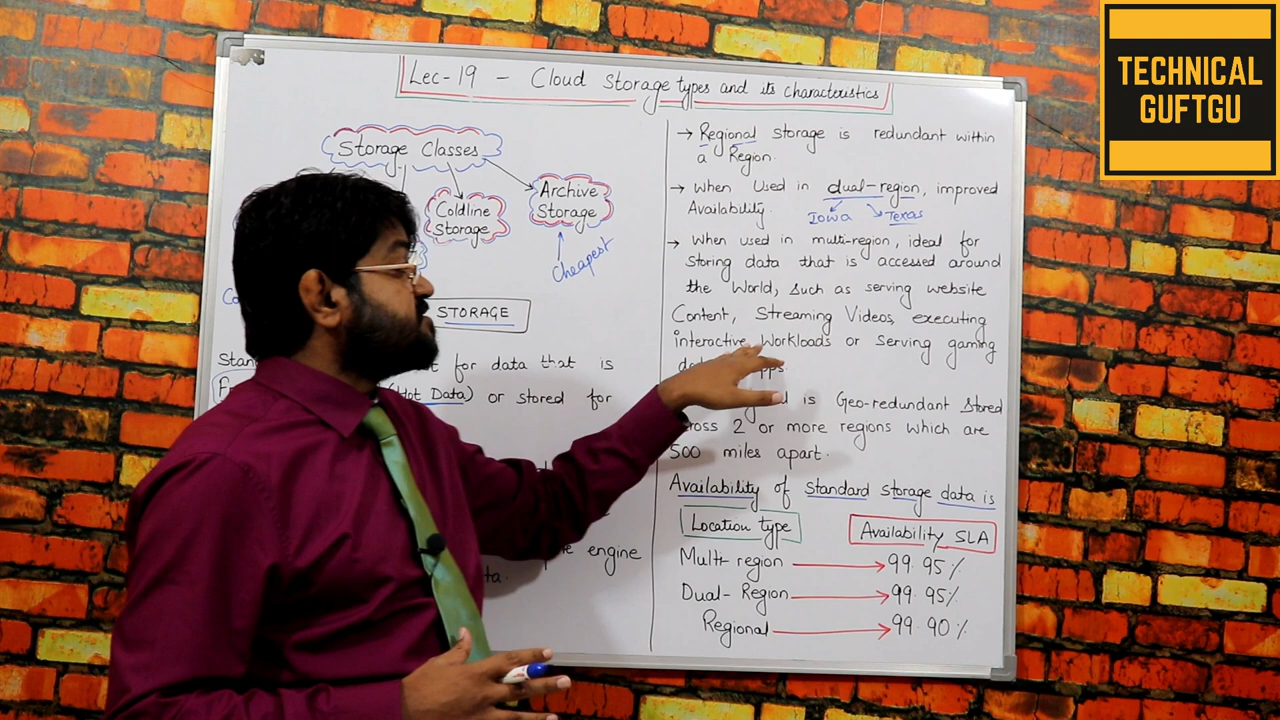 TECHNICAL
GUFTGU
Lec-19 - Cloud Storage types and its characteristics
Storage Classes
Coldline
Storage
Archive
Storage
Cheapest
STORAGE
for data that is
(Hot Data) or stored for
engine
→ Regional storage is redundant within
a Region.
→ When Used in dual-region, improved
Availability.
Iowa Texas
→ When used in multi-region, ideal for
storing data that is accessed around
the World, Such as serving website
Content, Streaming Videos, executing
interactive Workloads or serving gaming
is Geo-redundant Stored
2 or more regions which are
500 miles apart.
Availability of Standard storage data is
Location type Availability SLA
Multi-region → 99.95%
Dual-Region → 99.95%
Regional → 99.90%